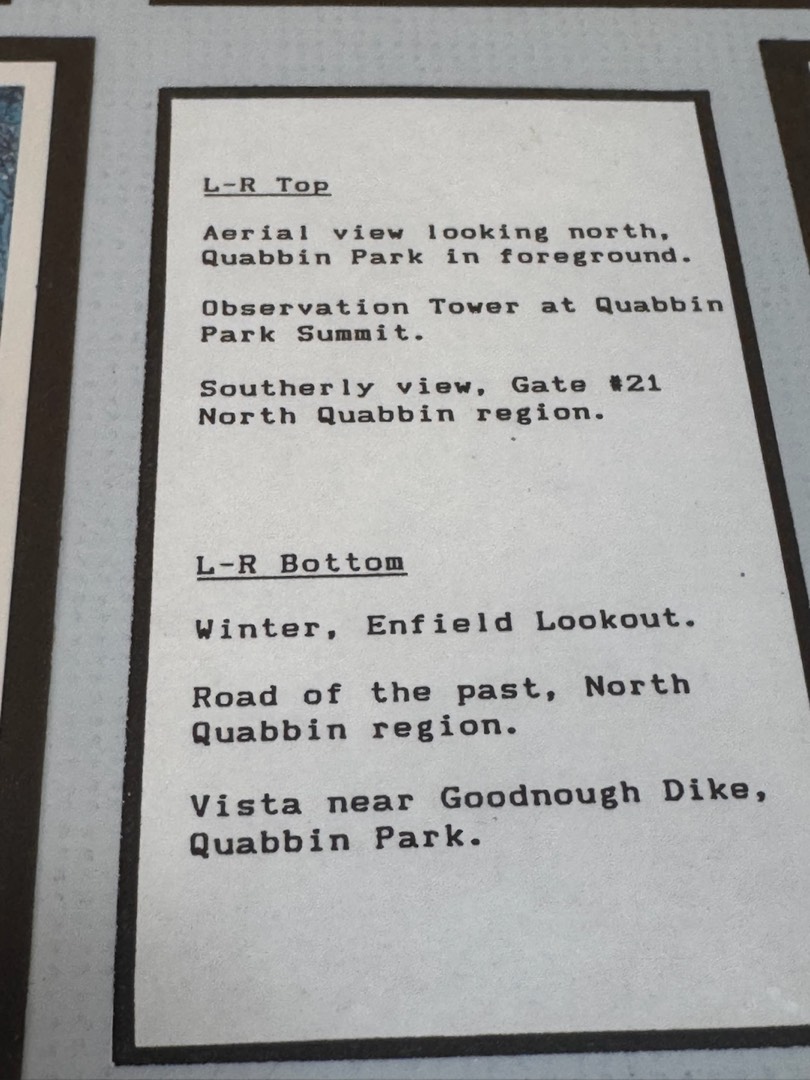 L-R Top
Aerial view looking north,
Quabbin Park in foreground.
Observation Tower at Quabbin
Park Summit.
Southerly view, Gate #21
North Quabbin region.
L-R Bottom
Winter, Enfield Lookout.
Road of the past, North
Quabbin region.
Vista near Goodnough Dike,
Quabbin Park.